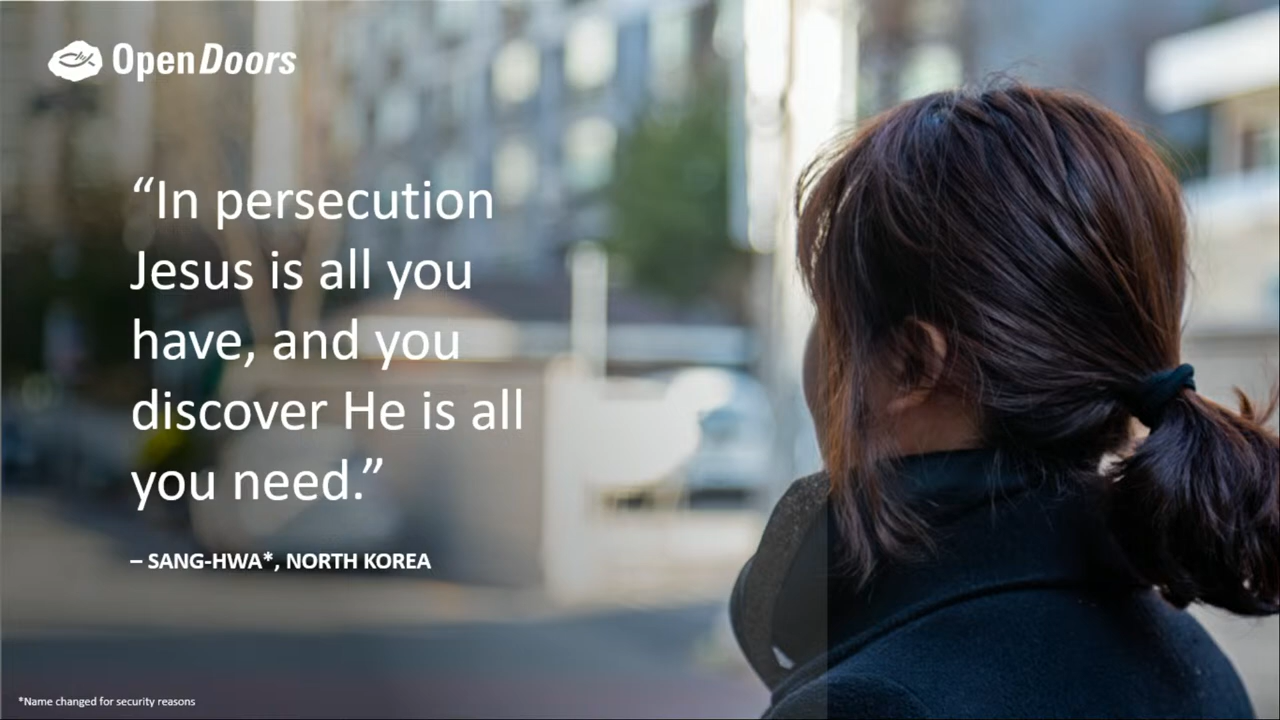 OpenDoors
“In persecution
Jesus is all you
have, and you
discover He is all
you need.”
– SANG-HWA*, NORTH KOREA
*Name changed for security reasons